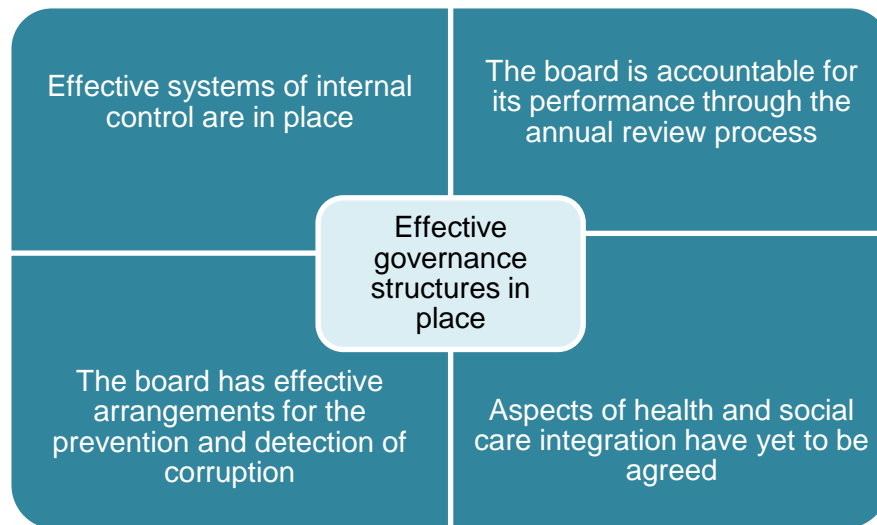 Effective systems of internal
control are in place
The board is accountable for
its performance through the
annual review process
Effective
governance
structures in
place
The board has effective
arrangements for the
prevention and detection of
corruption
Aspects of health and social
care integration have yet to be
agreed